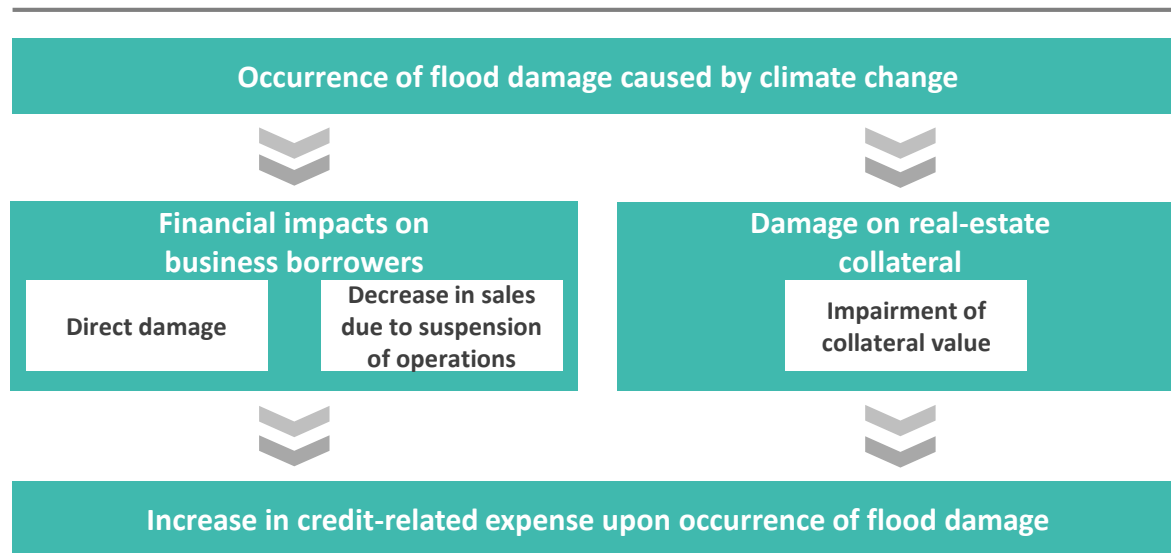 Occurrence of flood damage caused by climate change
Financial impacts on
business borrowers
Direct damage
Decrease in sales
due to suspension
of operations
Damage on real-estate
collateral
Impairment of
collateral value
Increase in credit-related expense upon occurrence of flood damage